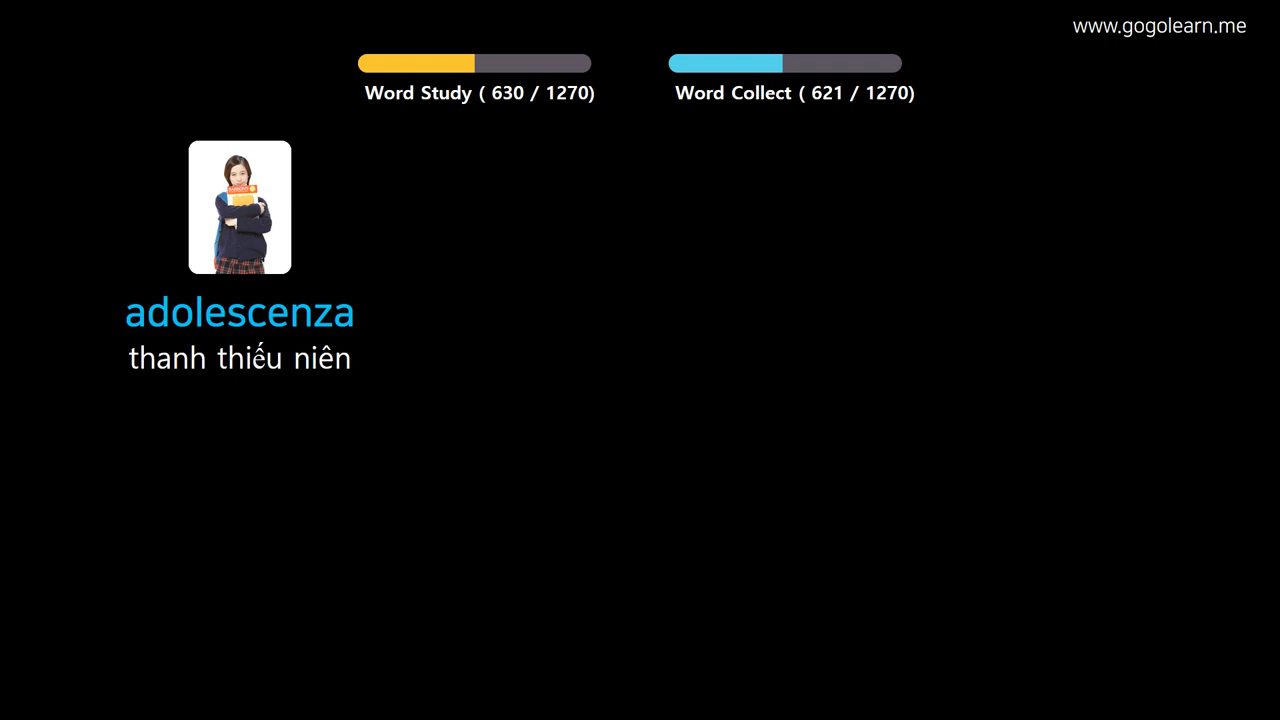 www.gogolearn.me
Word Study ( 630 / 1270)
Word Collect ( 621 / 1270)
adolescenza
thanh thiếu niên